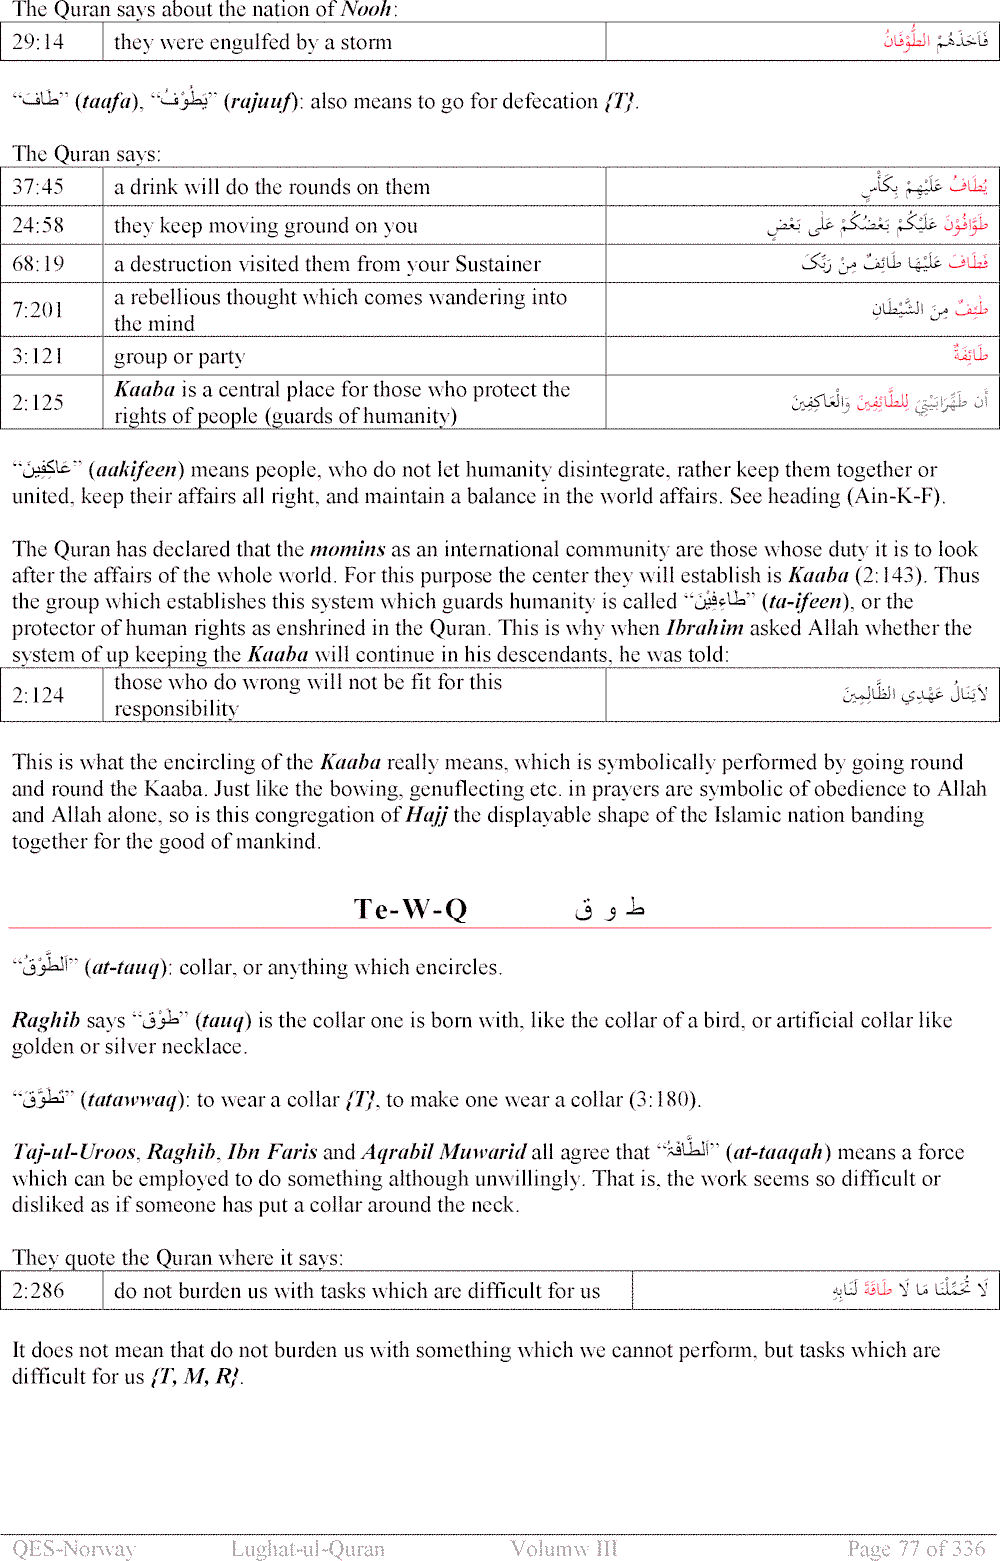 The Quran says about the nation of Nooh:
29:14 they were engulfed by a storm فَاَخَذَهُمْ الطُّوْفَانُ
“طَافَ” (taafa), “يَطُوْفُ” (rajuuf): also means to go for defecation {T}.
The Quran says:
37:45 a drink will do the rounds on them يُطَافُ عَلَيْهِمْ بِكَأْسٍ
24:58 they keep moving ground on you طَوَّافُوْنَ عَلَيْكُمْ بَعْضُكُمْ عَلٰى بَعْضٍ
68:19 a destruction visited them from your Sustainer فَطَافَ عَلَيْهَا طَائِفٌ مِنْ رَبِّکَ
7:201 a rebellious thought which comes wandering into
the mind طٰئِفٌ مِنَ الشَّيْطَانِ
3:121 group or party طَائِفَةٌ
2:125 Kaaba is a central place for those who protect the
rights of people (guards of humanity) أَن طَهِّرَابَيْتِيَ لِلطَّائِفِينَ وَالْعَاكِفِينَ
“عَاكِفِينَ” (aakifeen) means people, who do not let humanity disintegrate, rather keep them together or
united, keep their affairs all right, and maintain a balance in the world affairs. See heading (Ain-K-F).
The Quran has declared that the momins as an international community are those whose duty it is to look
after the affairs of the whole world. For this purpose the center they will establish is Kaaba (2:143). Thus
the group which establishes this system which guards humanity is called “طاءِفِيْنَ” (ta-ifeen), or the
protector of human rights as enshrined in the Quran. This is why when Ibrahim asked Allah whether the
system of up keeping the Kaaba will continue in his descendants, he was told:
2:124 those who do wrong will not be fit for this
responsibility لاَيَنَالُ عَهْدِي الظَّالِمِينَ
This is what the encircling of the Kaaba really means, which is symbolically performed by going round
and round the Kaaba. Just like the bowing, genuflecting etc. in prayers are symbolic of obedience to Allah
and Allah alone, so is this congregation of Hajj the displayable shape of the Islamic nation banding
together for the good of mankind.
Te-W-Q ط و ق
“اَلطَّوْقُ” (at-tauq): collar, or anything which encircles.
Raghib says “طَوْق” (tauq) is the collar one is born with, like the collar of a bird, or artificial collar like
golden or silver necklace.
“تَطَوَّقَ” (tatawwaq): to wear a collar {T}, to make one wear a collar (3:180).
Taj-ul-Uroos, Raghib, Ibn Faris and Aqrabil Muwarid all agree that “اَلطَّاقَۃُ” (at-taaqah) means a force
which can be employed to do something although unwillingly. That is, the work seems so difficult or
disliked as if someone has put a collar around the neck.
They quote the Quran where it says:
2:286 do not burden us with tasks which are difficult for us لَا تُحَمِّلْنَا مَا لَا طَاقَةَ لَنَابِهِ
It does not mean that do not burden us with something which we cannot perform, but tasks which are
difficult for us {T, M, R}.
QES-Norway Lughat-ul-Quran Volumw III Page 77 of 336